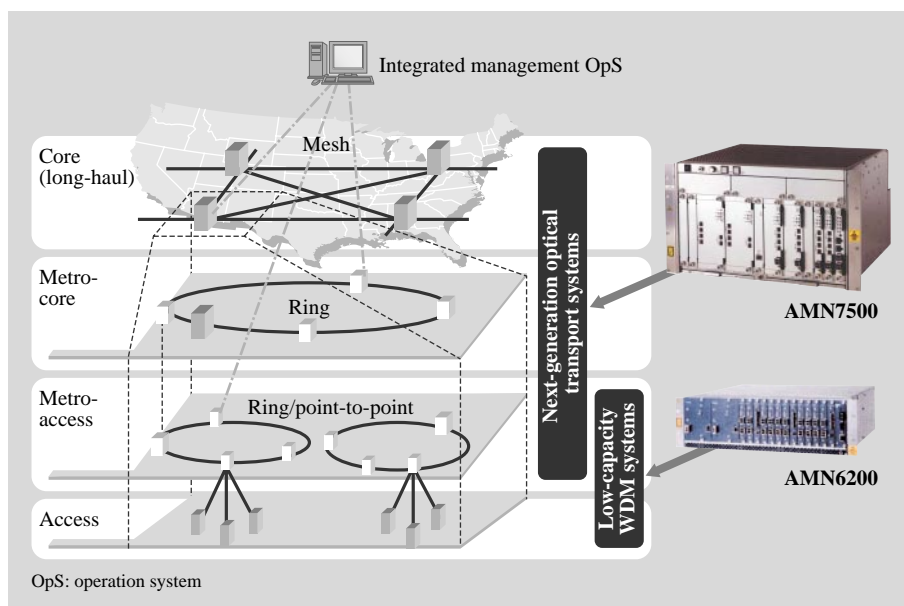 Integrated management OpS
Core
(long-haul)
Mesh
Metro-
core
Ring
Metro-
access
Ring/point-to-point
Access
Next-generation optical
transport systems
Low-capacity
WDM systems
AMN7500
AMN6200
OpS: operation system